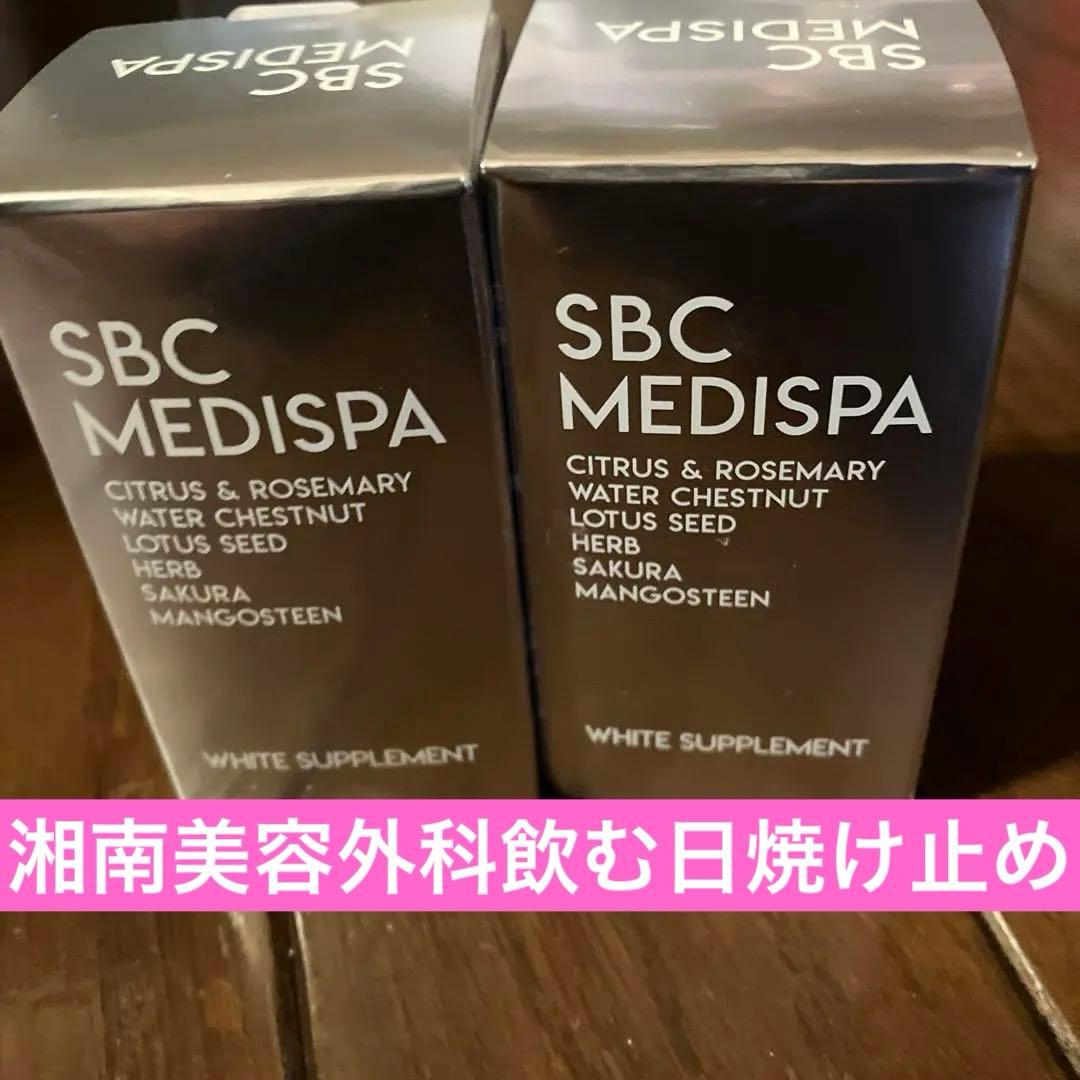 SBC
MEDISPA
SBC
MEDISPA
SBC
MEDISPA
CITRUS & ROSEMARY
WATER CHESTNUT
LOTUS SEED
HERB
SAKURA
MANGOSTEEN
WHITE SUPPLEMENT
SBC
MEDISPA
CITRUS & ROSEMARY
WATER CHESTNUT
LOTUS SEED
HERB
SAKURA
MANGOSTEEN
WHITE SUPPLEMENT
湘南美容外科飲む日焼け止め